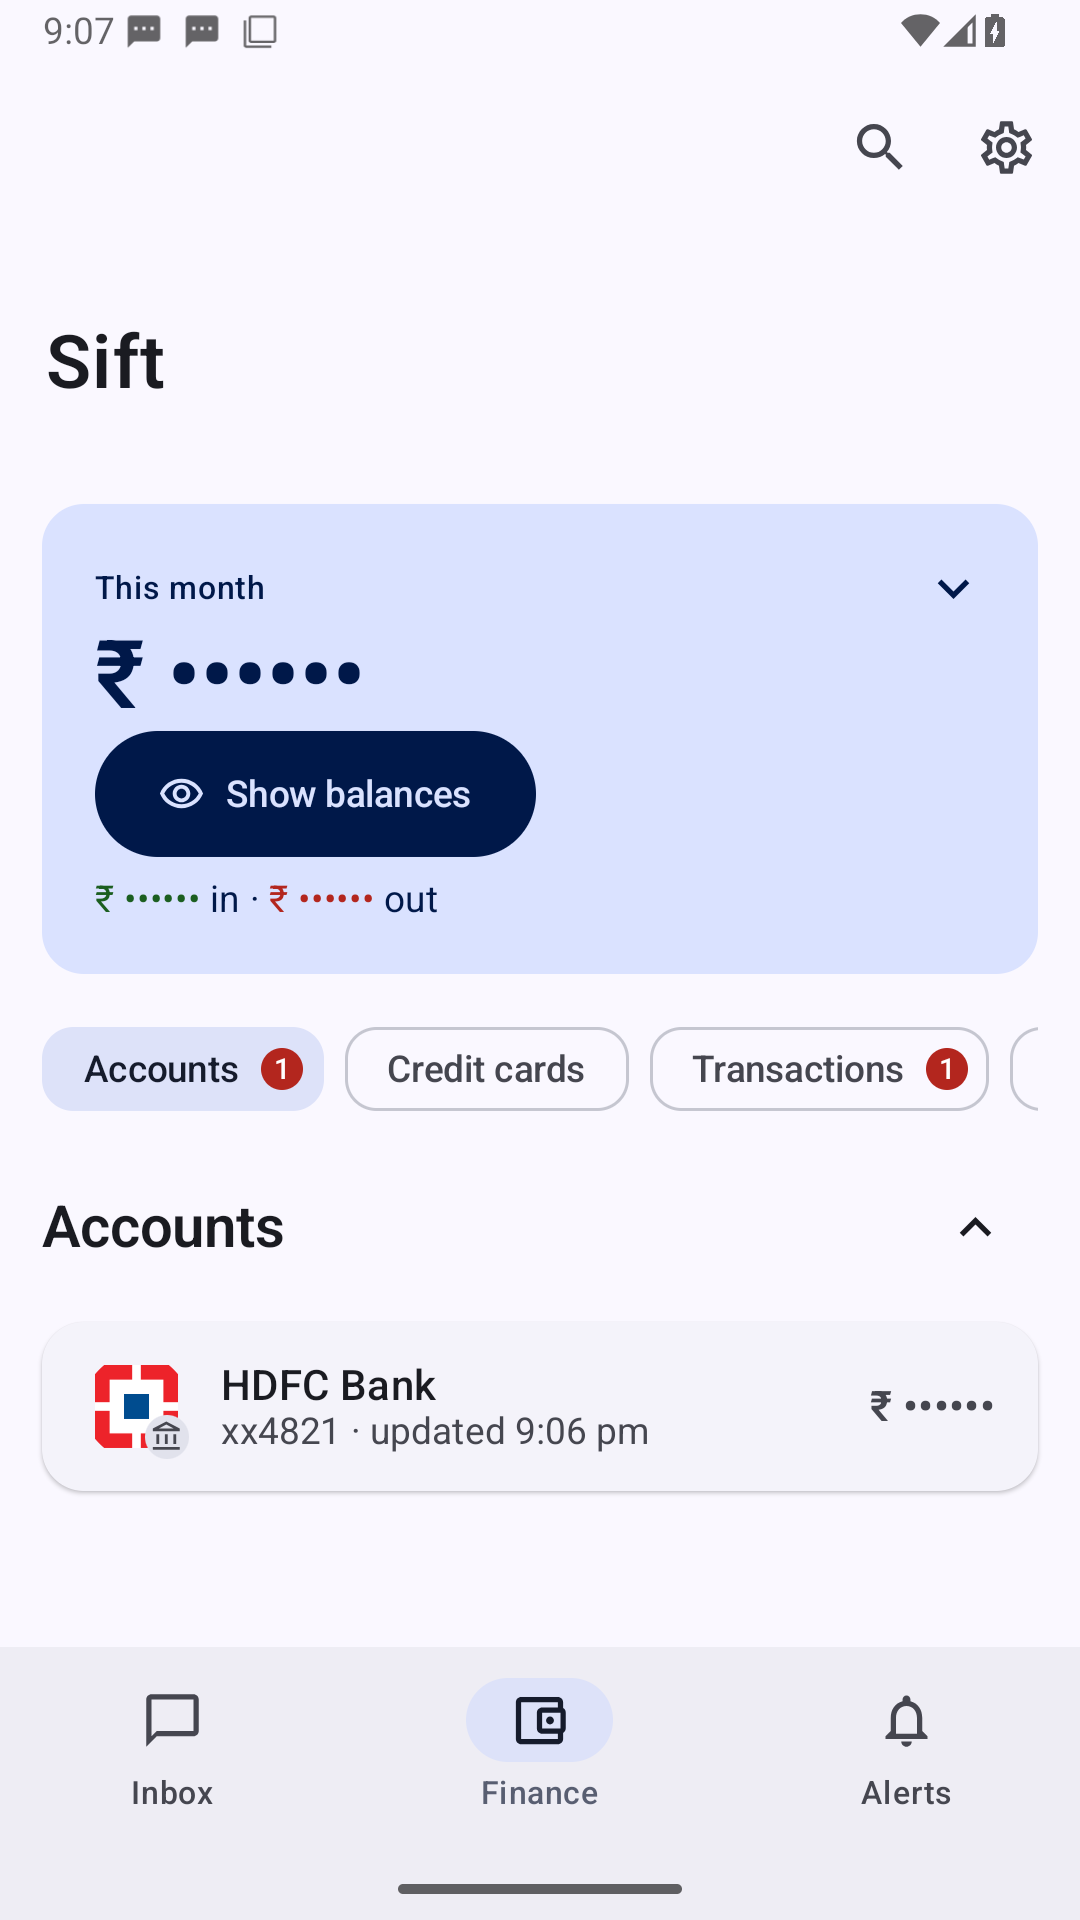 9:07
Sift
This month
₹ ••••••
Show balances
₹ •••••• in · ₹ •••••• out
Accounts 1
Credit cards
Transactions 1
Accounts
HDFC Bank
xx4821 · updated 9:06 pm
₹ ••••••
Inbox
Finance
Alerts